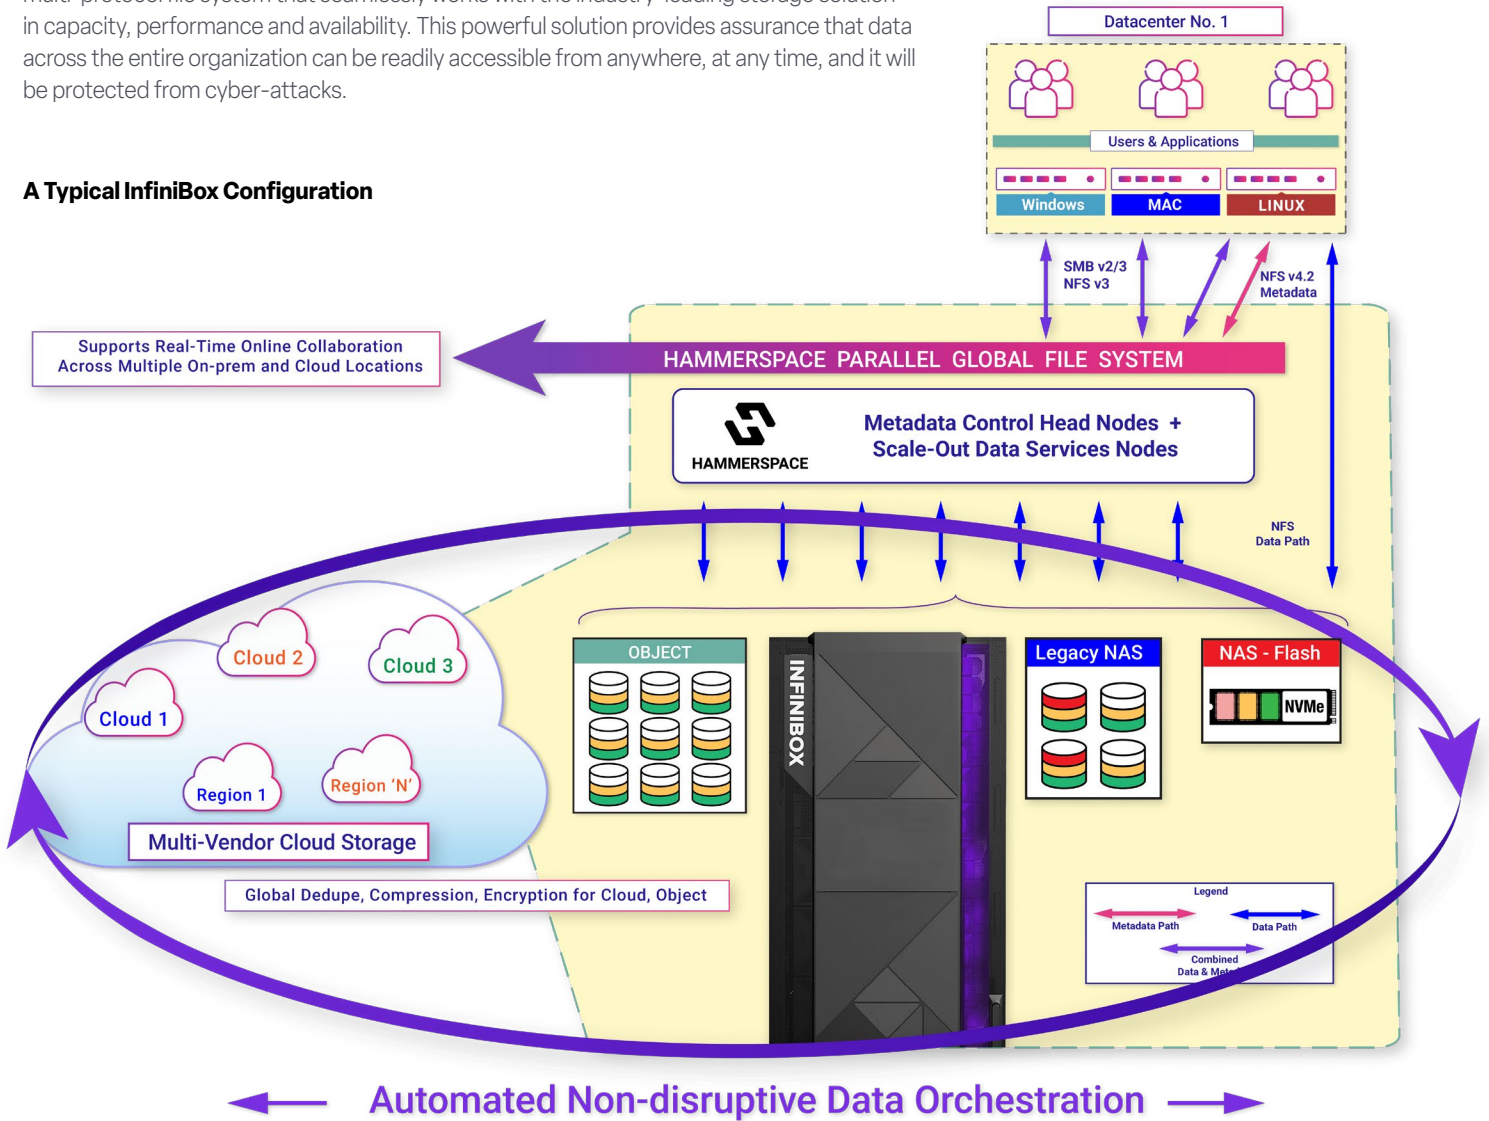 in capacity, performance and availability. This powerful solution provides assurance that data
across the entire organization can be readily accessible from anywhere, at any time, and it will
be protected from cyber-attacks.
A Typical InfiniBox Configuration
Datacenter No. 1
Users & Applications
Windows
MAC
LINUX
SMB v2/3
NFS v3
NFS v4.2
Metadata
Supports Real-Time Online Collaboration
Across Multiple On-prem and Cloud Locations
HAMMERSPACE PARALLEL GLOBAL FILE SYSTEM
HAMMERSPACE
Metadata Control Head Nodes +
Scale-Out Data Services Nodes
NFS
Data Path
Cloud 1
Cloud 2
Cloud 3
Region 1
Region ‘N’
Multi-Vendor Cloud Storage
OBJECT
INFINIBOX
Legacy NAS
NAS - Flash
NVMe
Global Dedupe, Compression, Encryption for Cloud, Object
Legend
Metadata Path
Data Path
Combined
Data &
Automated Non-disruptive Data Orchestration